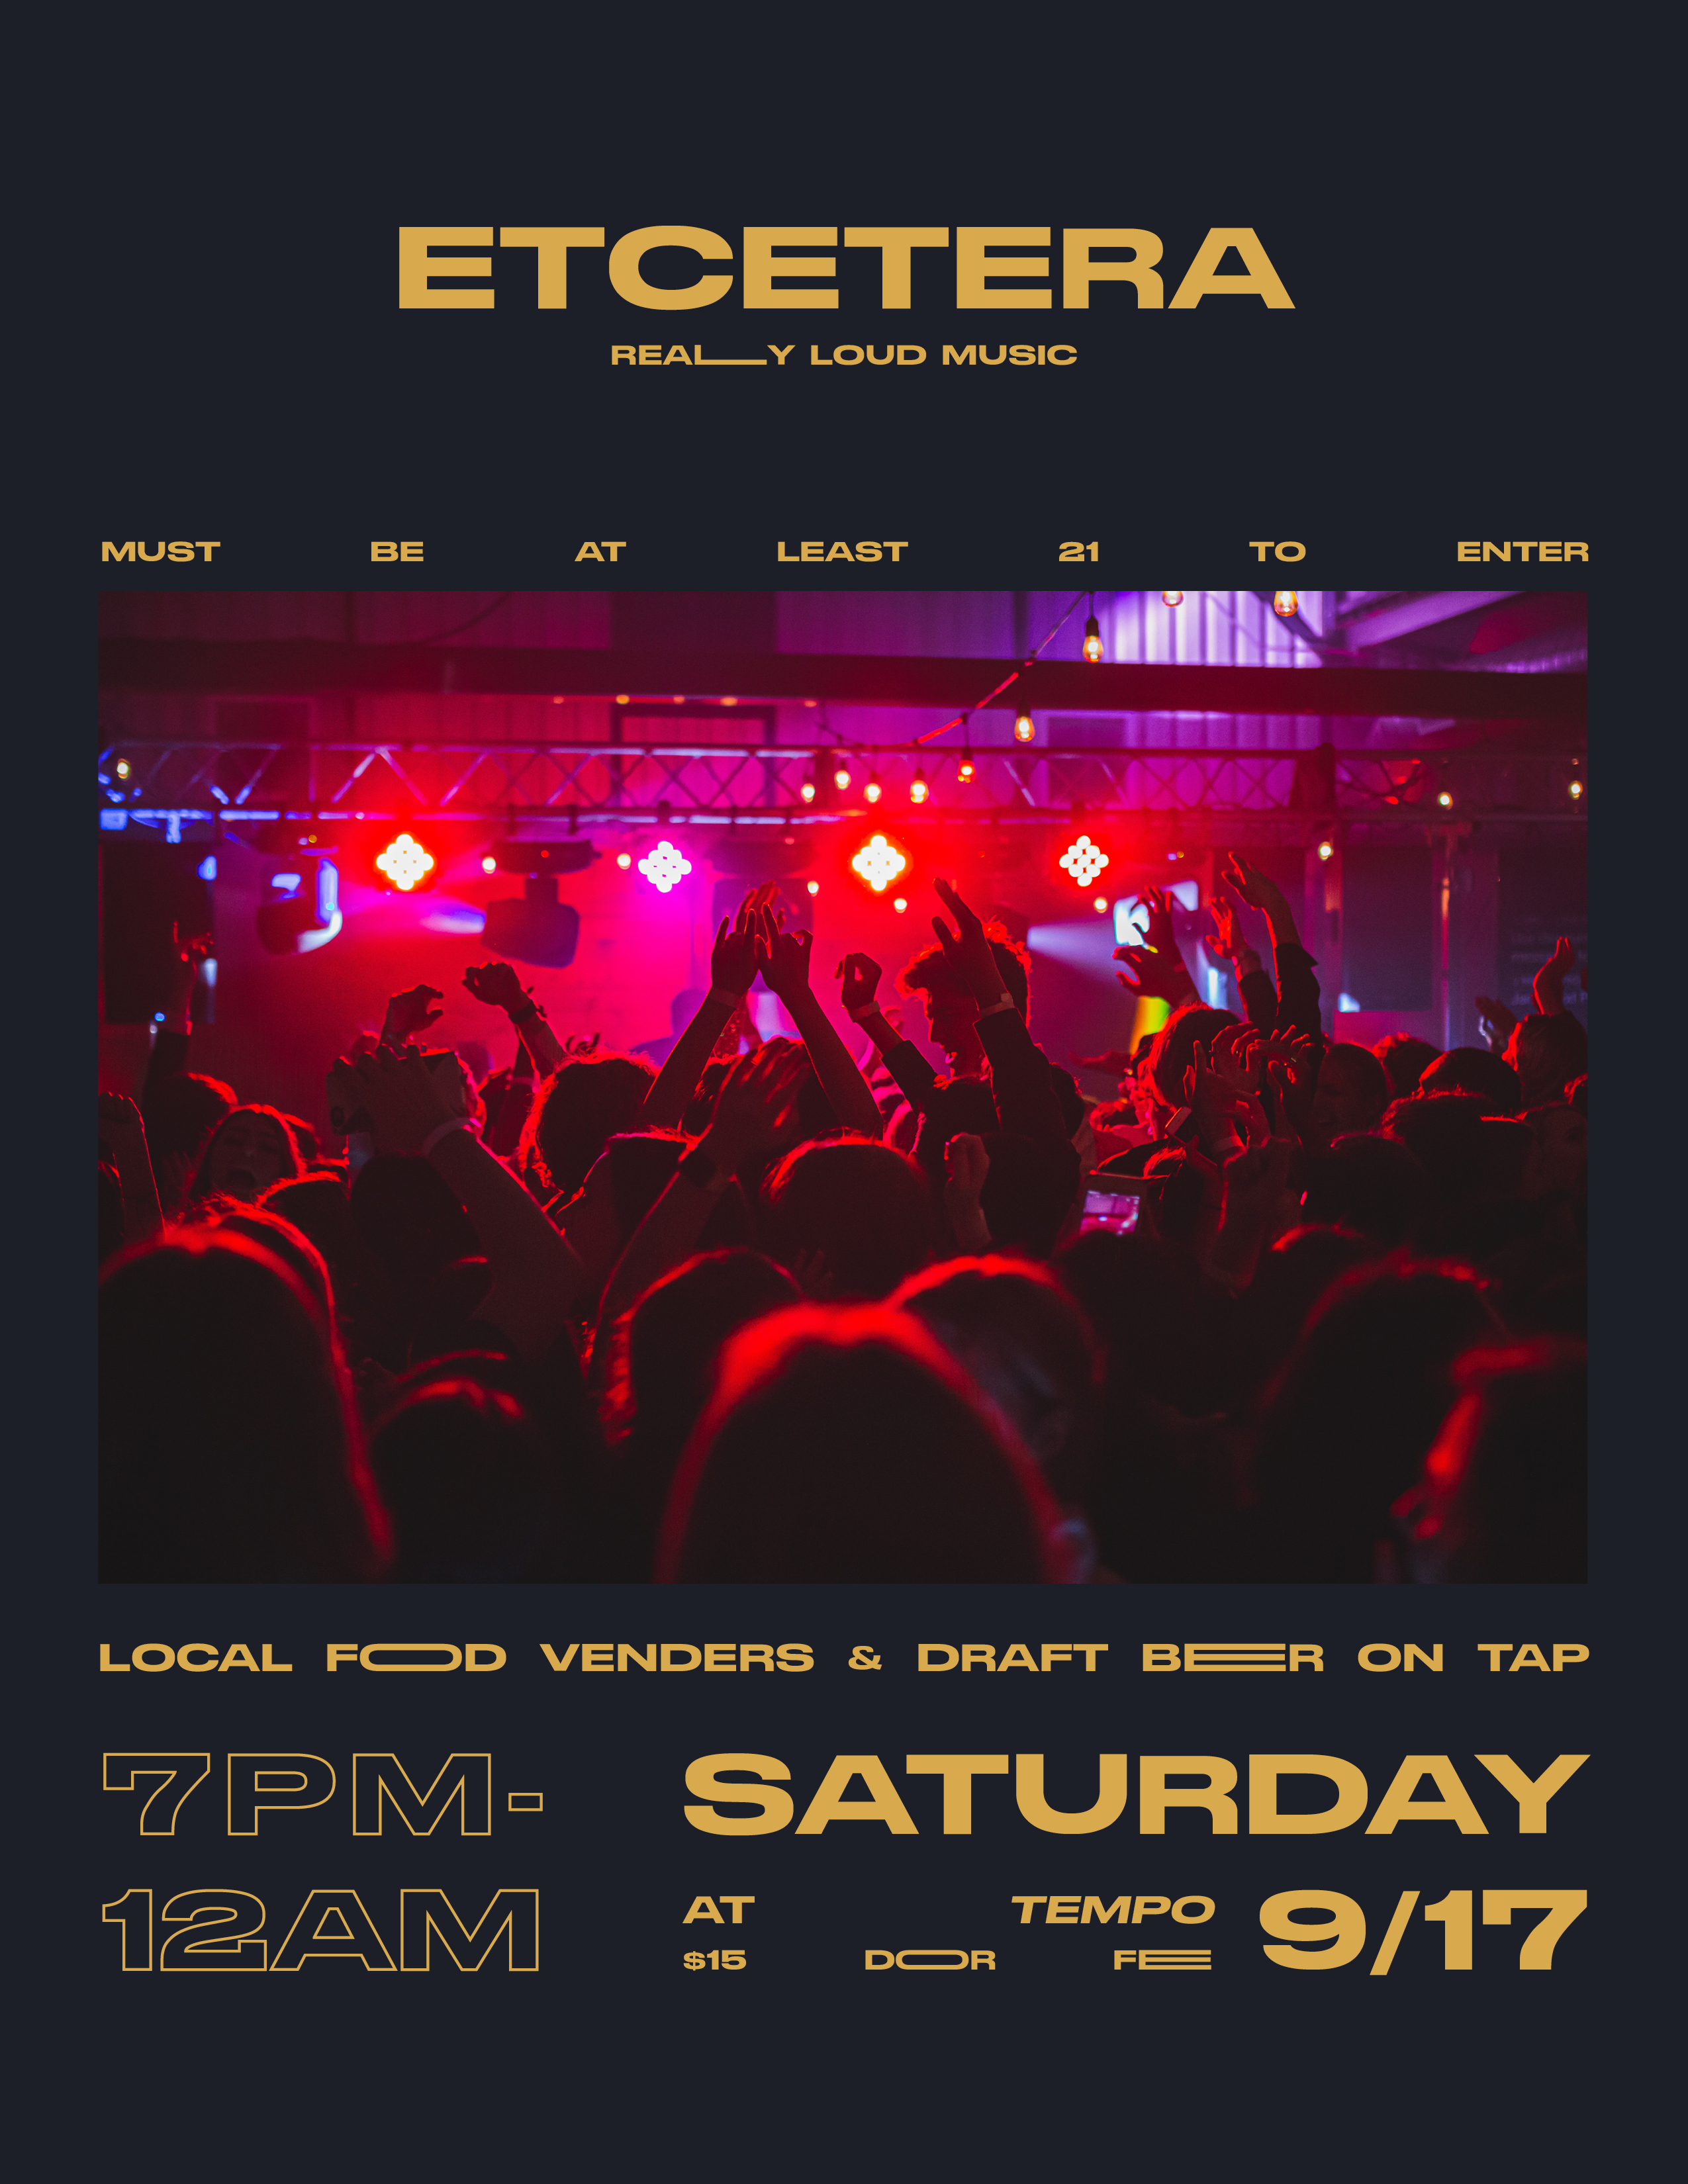 ETCETERA
REALLY LOUD MUSIC
MUST BE AT LEAST 21 TO ENTER
LOCAL FOOD VENDERS & DRAFT BEER ON TAP
7PM-
12AM
SATURDAY
AT TEMPO
$15 DOOR FEE
9/17